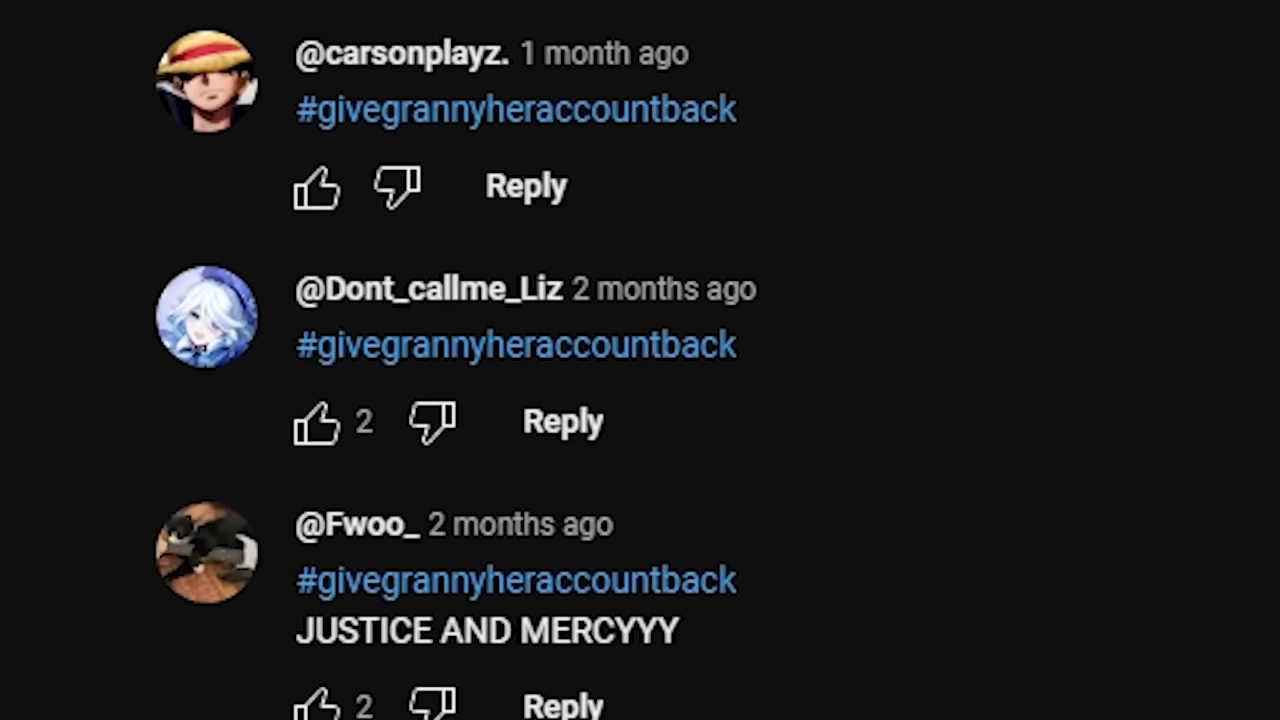 @carsonplayz. 1 month ago
#givegrannyheraccountback
Reply
@Dont_callme_Liz 2 months ago
#givegrannyheraccountback
2 Reply
@Fwoo_ 2 months ago
#givegrannyheraccountback
JUSTICE AND MERCYYY
2 Reply